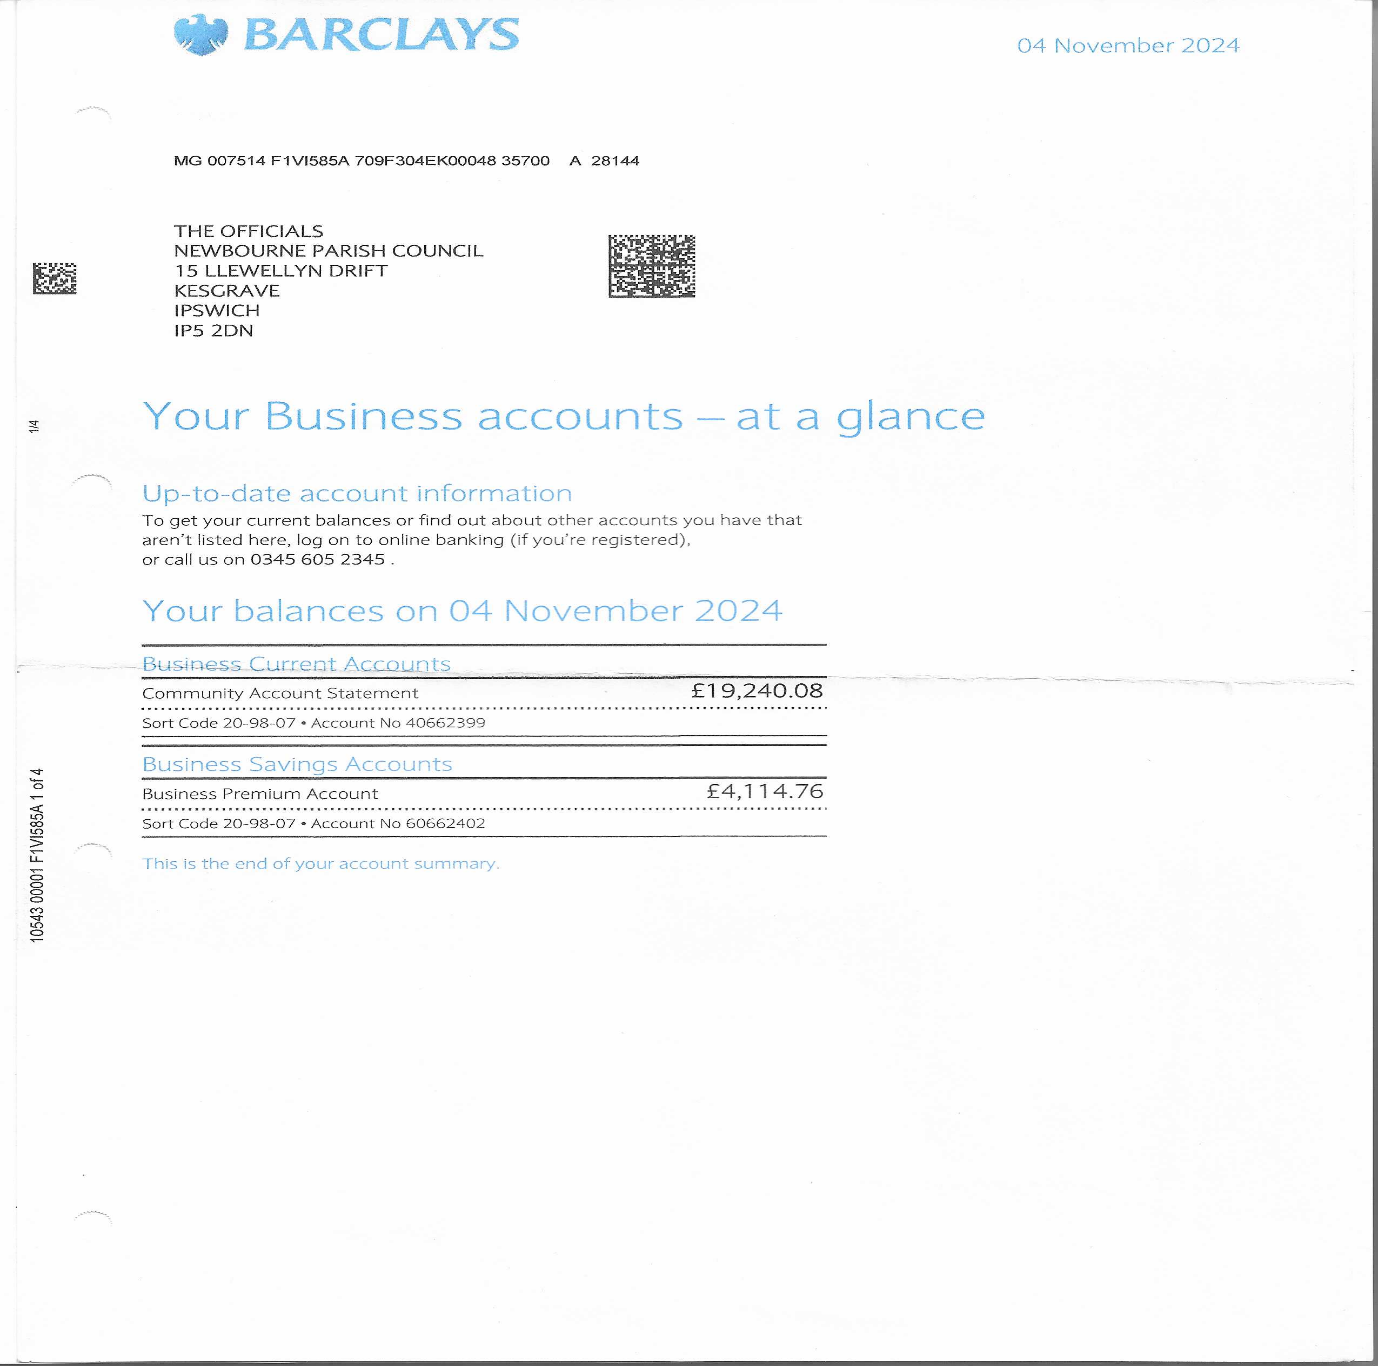 BARCLAYS
04 November 2024
MG 007514 F1VI585A 709F304EK00048 35700 A 28144
THE OFFICIALS
NEWBOURNE PARISH COUNCIL
15 LLEWELLYN DRIFT
KESGRAVE
IPSWICH
IP5 2DN
1/4
Your Business accounts – at a glance
Up-to-date account information
To get your current balances or find out about other accounts you have that
aren't listed here, log on to online banking (if you're registered),
or call us on 0345 605 2345 .
Your balances on 04 November 2024
Business Current Accounts
Community Account Statement £19,240.08
Sort Code 20-98-07 • Account No 40662399
Business Savings Accounts
Business Premium Account £4,114.76
Sort Code 20-98-07 • Account No 60662402
This is the end of your account summary.
10543 00001 F1VI585A 1 of 4